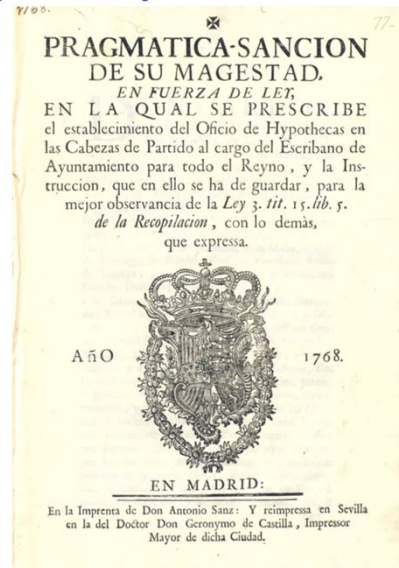 77
PRAGMATICA-SANCION
DE SU MAGESTAD,
EN FUERZA DE LEY,
EN LA QUAL SE PRESCRIBE
el establecimiento del Oficio de Hypothecas en
las Cabezas de Partido al cargo del Escribano de
Ayuntamiento para todo el Reyno, y la Ins-
truccion, que en ello se ha de guardar, para la
mejor observancia de la Ley 3. tit. 15. lib. 5.
de la Recopilacion, con lo demàs,
que expressa.
AñO 1768.
EN MADRID:
En la Imprenta de Don Antonio Sanz: Y reimpressa en Sevilla
en la del Doctor Don Geronymo de Castilla, Impressor
Mayor de dicha Ciudad.